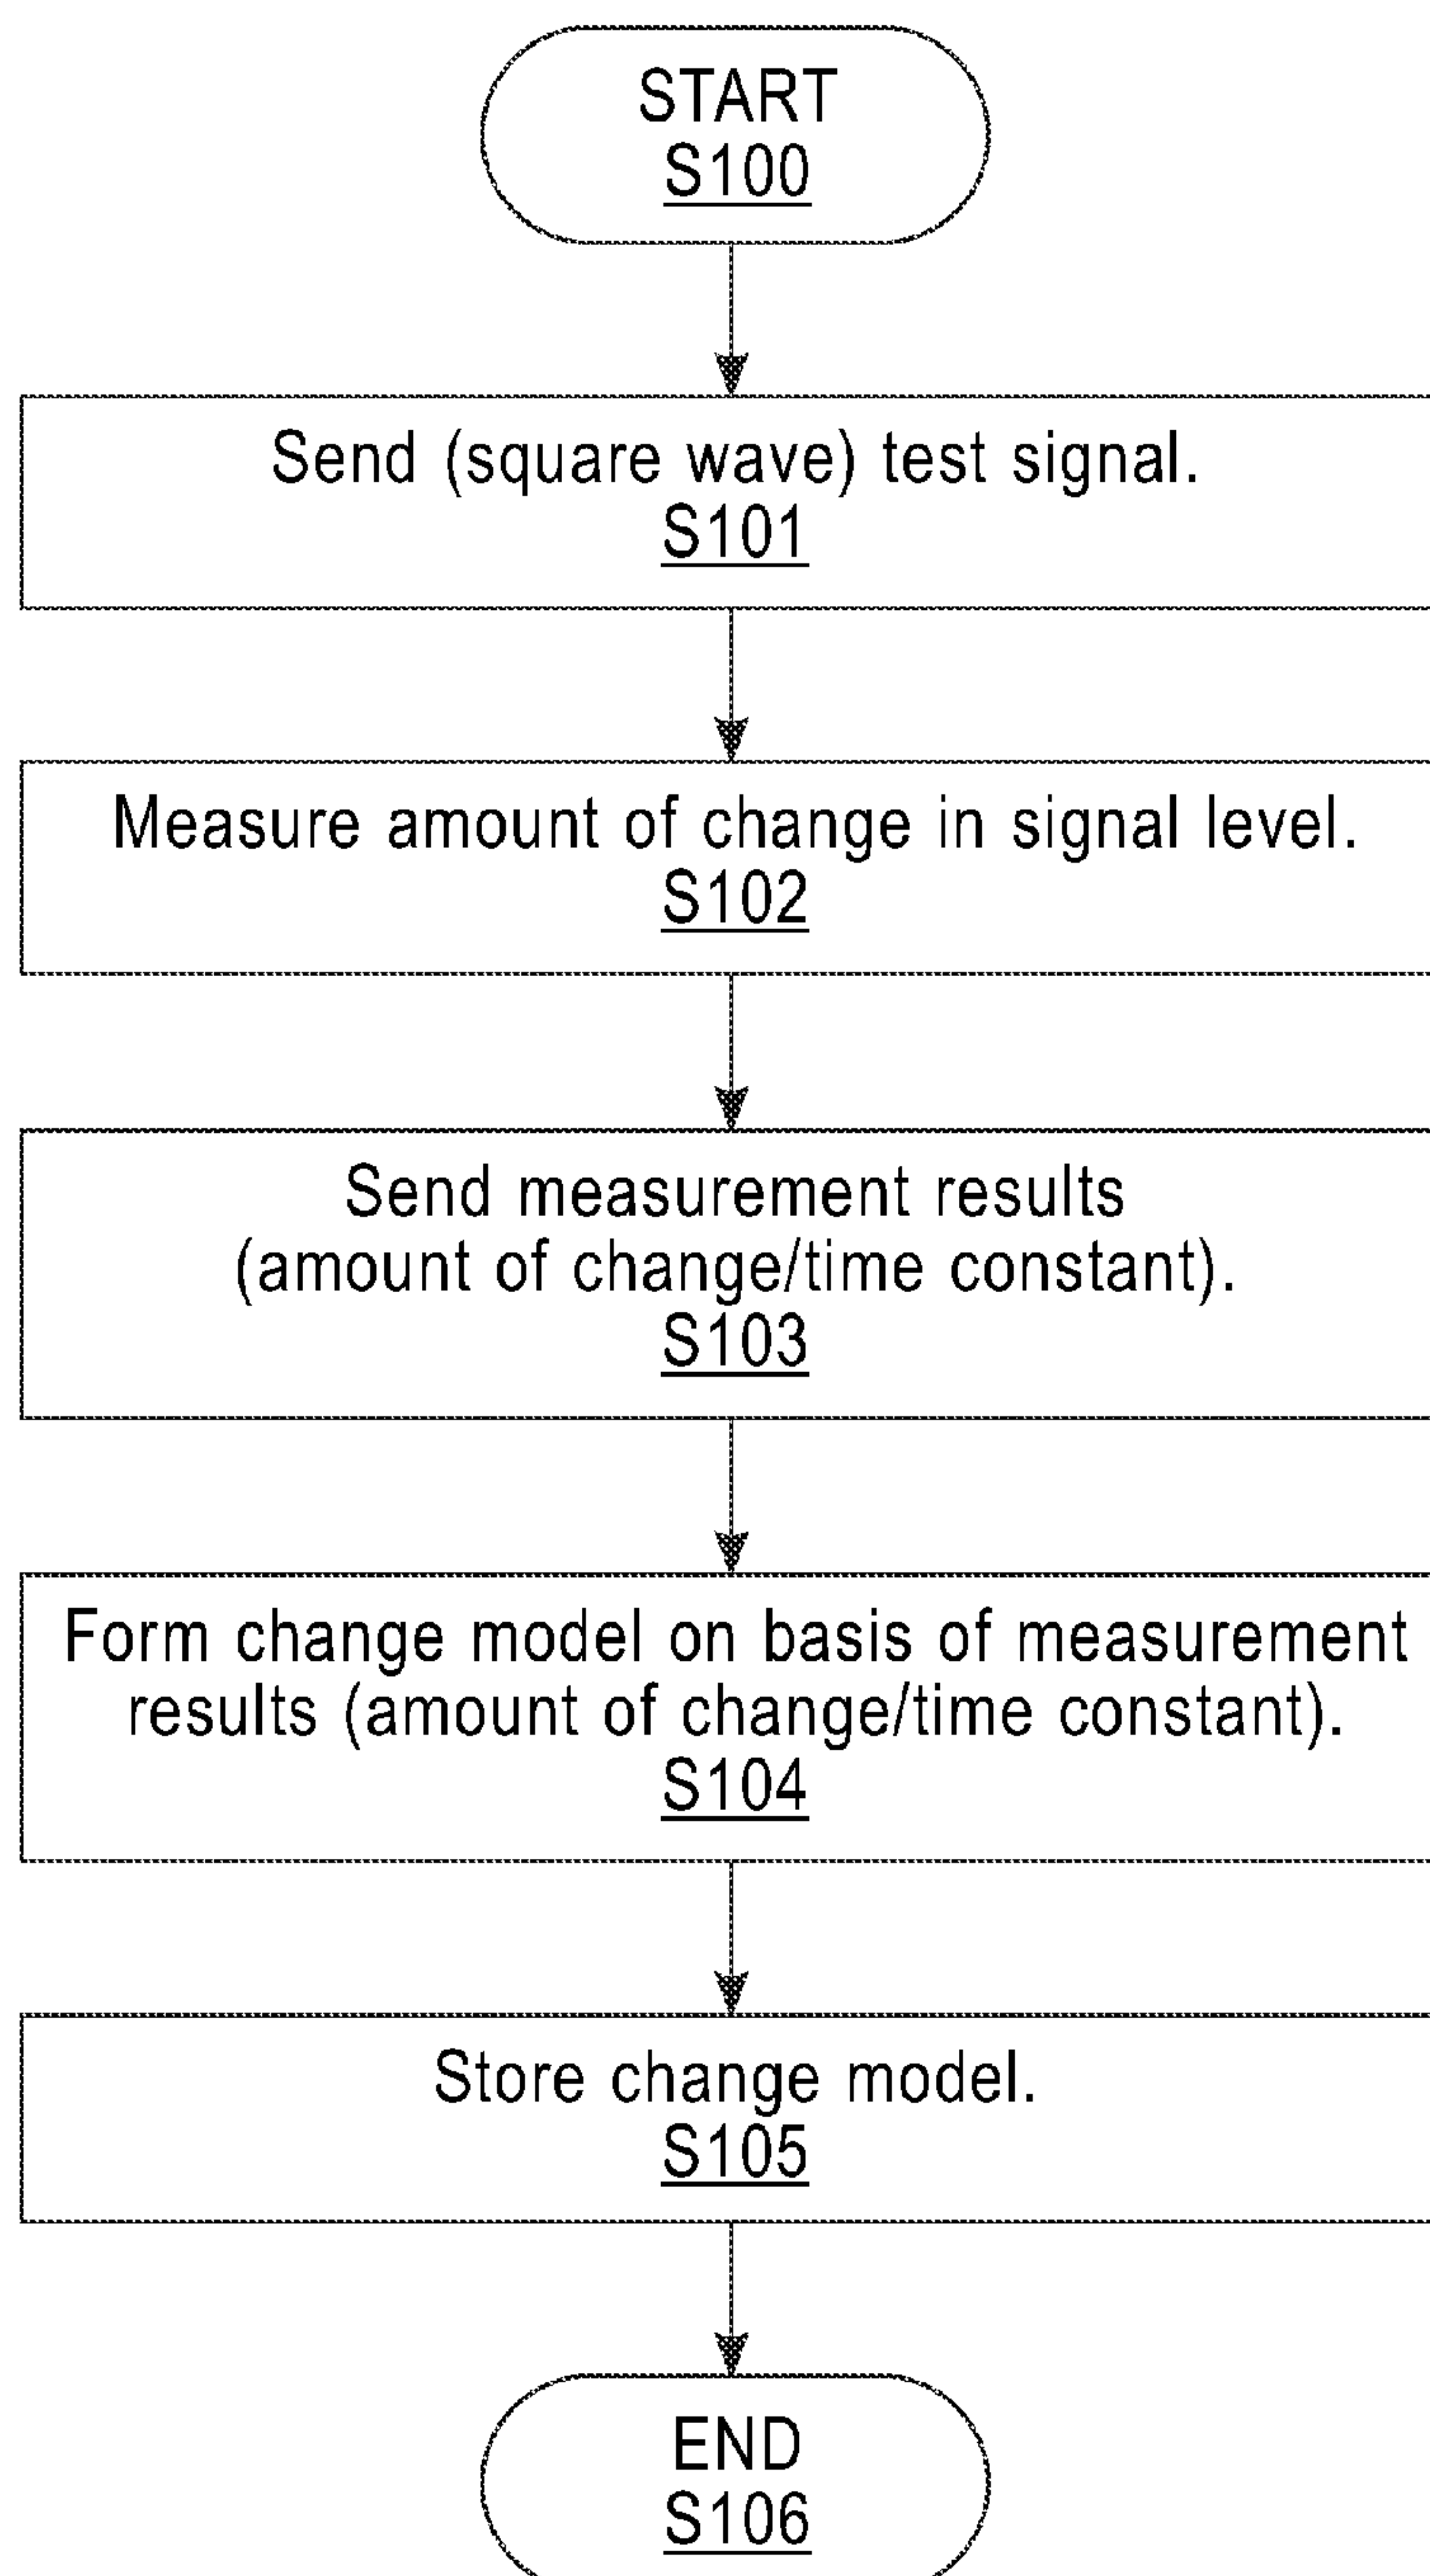 START
S100
Send (square wave) test signal.
S101
Measure amount of change in signal level.
S102
Send measurement results
(amount of change/time constant).
S103
Form change model on basis of measurement
results (amount of change/time constant).
S104
Store change model.
S105
END
S106